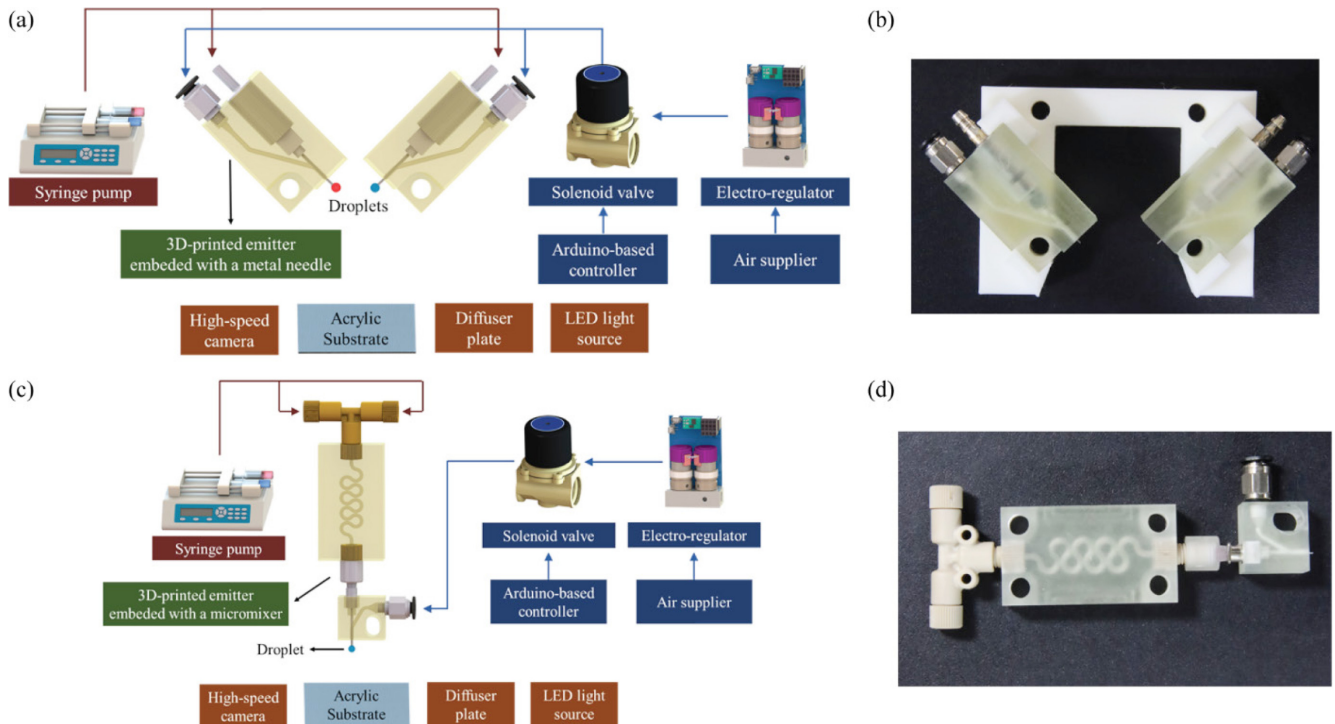 (a)
(b)
Syringe pump
Droplets
3D-printed emitter
embeded with a metal needle
Solenoid valve
Electro-regulator
Arduino-based
controller
Air supplier
High-speed
camera
Acrylic
Substrate
Diffuser
plate
LED light
source
(c)
(d)
Syringe pump
3D-printed emitter
embeded with a micromixer
Droplet
Solenoid valve
Electro-regulator
Arduino-based
controller
Air supplier
High-speed
camera
Acrylic
Substrate
Diffuser
plate
LED light
source